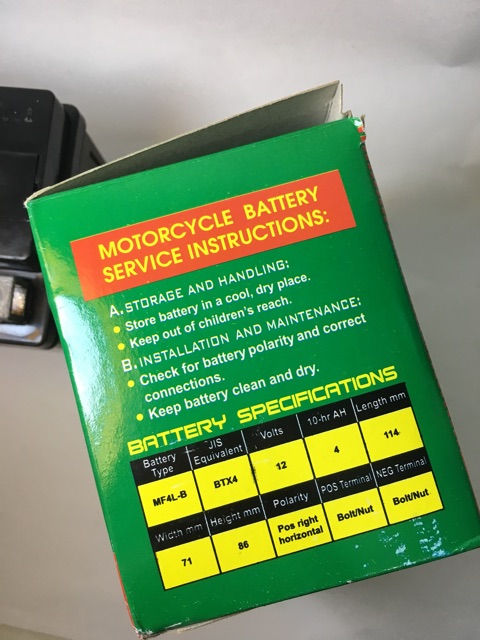 MOTORCYCLE BATTERY
SERVICE INSTRUCTIONS:
A. STORAGE AND HANDLING:
• Store battery in a cool, dry place.
• Keep out of children's reach.
B. INSTALLATION AND MAINTENANCE:
• Check for battery polarity and correct
connections.
• Keep battery clean and dry.
BATTERY SPECIFICATIONS
Battery Type JIS Equivalent Volts 10-hr AH Length mm
MF4L-B BTX4 12 4 114
Width mm Height mm Polarity POS Terminal NEG Terminal
71 86 Pos right horizontal Bolt/Nut Bolt/Nut